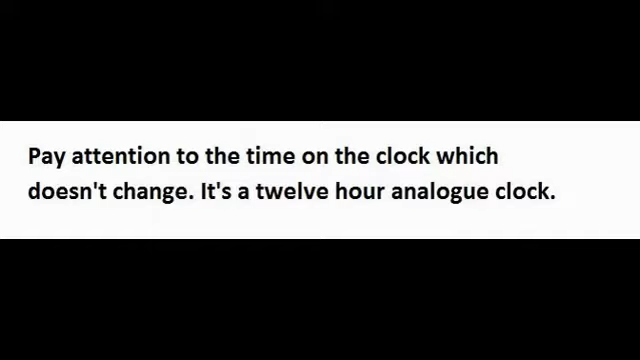 Pay attention to the time on the clock which
doesn't change. It's a twelve hour analogue clock.